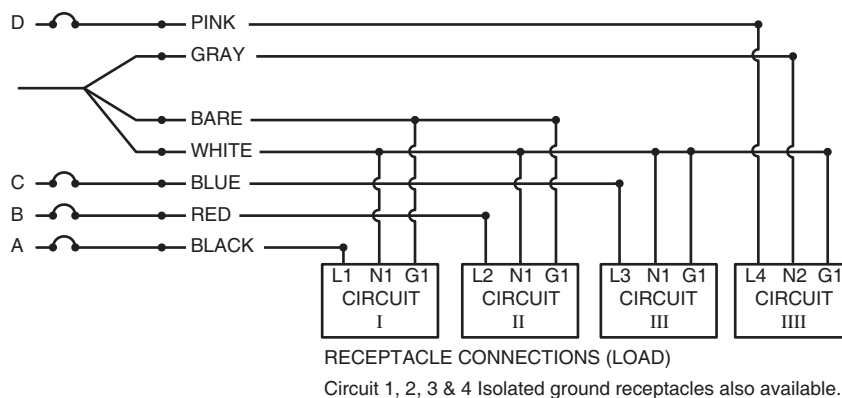 D PINK
GRAY
BARE
WHITE
C BLUE
B RED
A BLACK
L1 N1 G1 L2 N1 G1 L3 N1 G1 L4 N2 G1
CIRCUIT CIRCUIT CIRCUIT CIRCUIT
I II III IIII
RECEPTACLE CONNECTIONS (LOAD)
Circuit 1, 2, 3 & 4 Isolated ground receptacles also available.